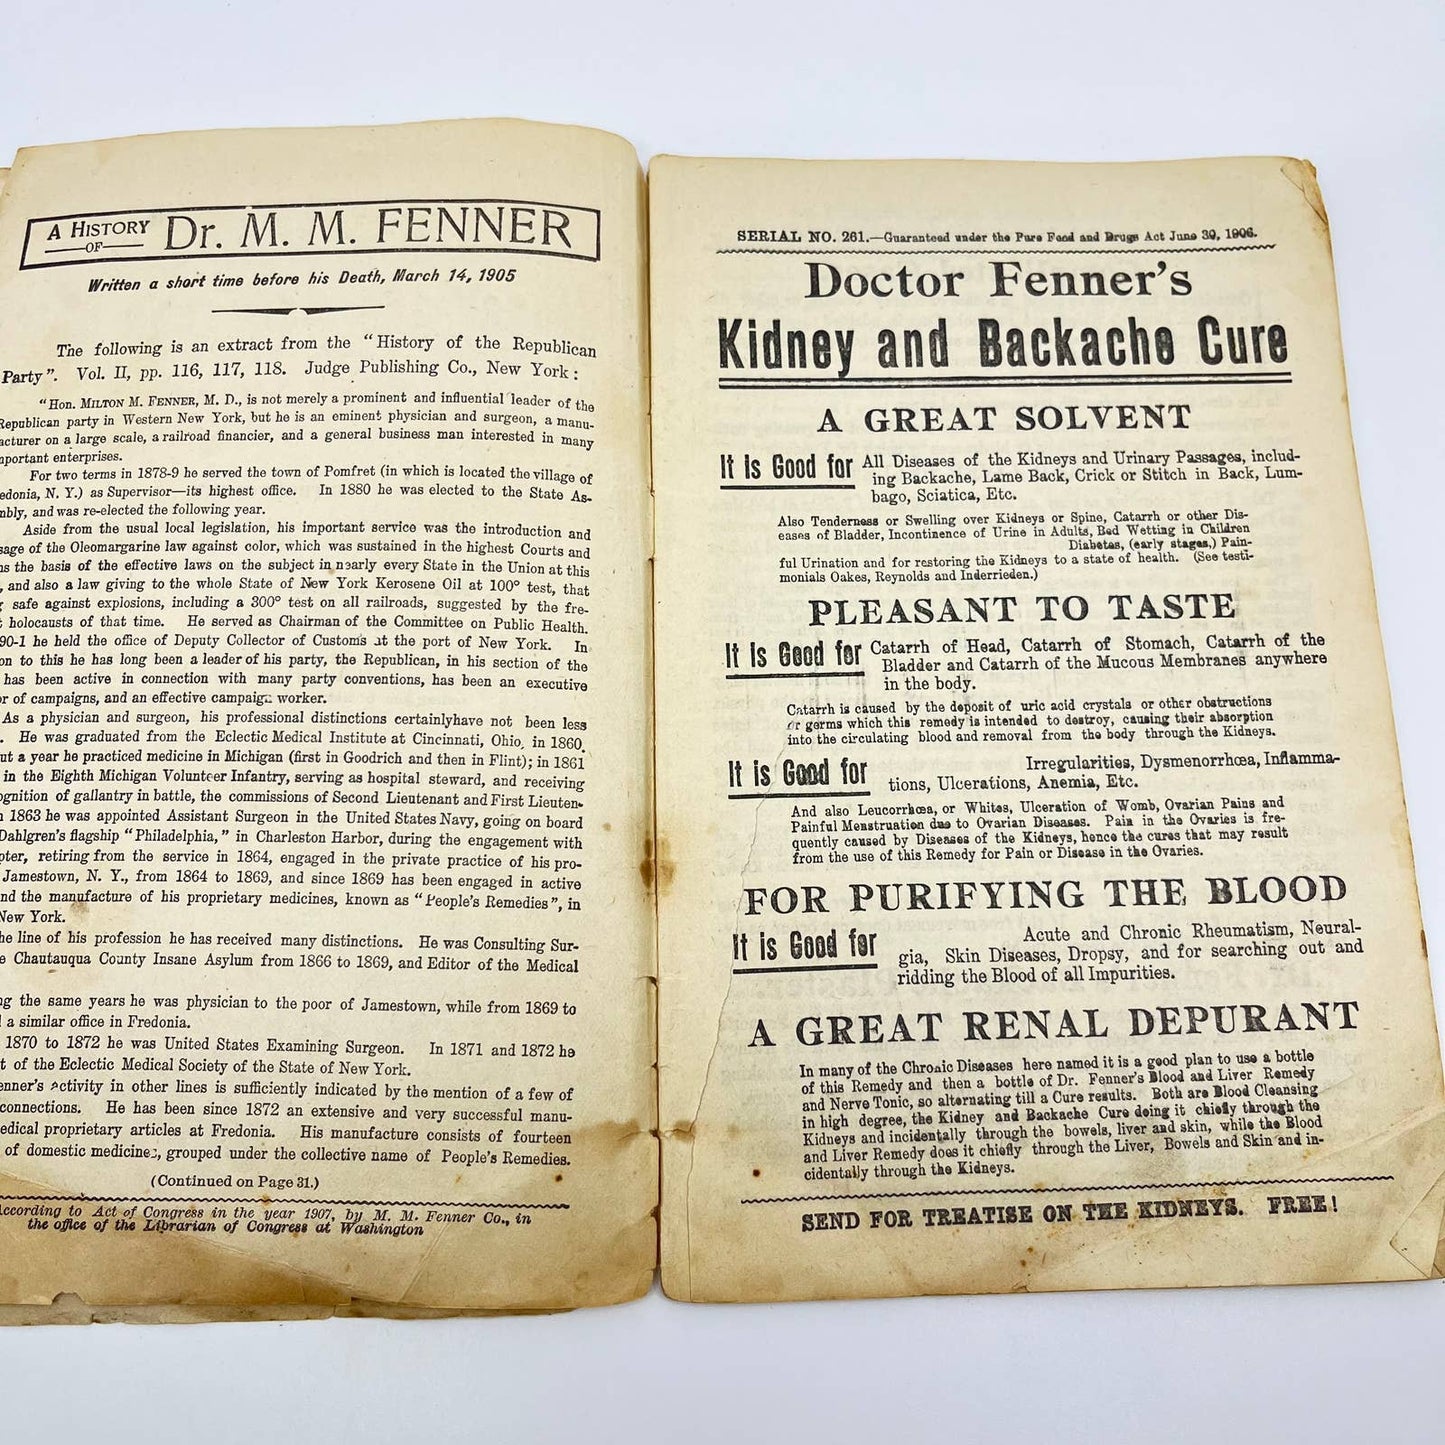 A HISTORY OF Dr. M. M. FENNER
Written a short time before his Death, March 14, 1905
The following is an extract from the "History of the Republican
Party". Vol. II, pp. 116, 117, 118. Judge Publishing Co., New York:
"Hon. MILTON M. FENNER, M. D., is not merely a prominent and influential leader of the
Republican party in Western New York, but he is an eminent physician and surgeon, a manu-
acturer on a large scale, a railroad financier, and a general business man interested in many
portant enterprises.
For two terms in 1878-9 he served the town of Pomfret (in which is located the village of
edonia, N. Y.) as Supervisor—its highest office. In 1880 he was elected to the State As-
mbly, and was re-elected the following year.
Aside from the usual local legislation, his important service was the introduction and
sage of the Oleomargarine law against color, which was sustained in the highest Courts and
s the basis of the effective laws on the subject in nearly every State in the Union at this
, and also a law giving to the whole State of New York Kerosene Oil at 100° test, that
g safe against explosions, including a 300° test on all railroads, suggested by the fre-
t holocausts of that time. He served as Chairman of the Committee on Public Health.
90-1 he held the office of Deputy Collector of Customs at the port of New York. In
on to this he has long been a leader of his party, the Republican, in his section of the
has been active in connection with many party conventions, has been an executive
or of campaigns, and an effective campaign worker.
As a physician and surgeon, his professional distinctions certainlyhave not been less
. He was graduated from the Eclectic Medical Institute at Cincinnati, Ohio, in 1860.
ut a year he practiced medicine in Michigan (first in Goodrich and then in Flint); in 1861
in the Eighth Michigan Volunteer Infantry, serving as hospital steward, and receiving
ognition of gallantry in battle, the commissions of Second Lieutenant and First Lieuten-
n 1863 he was appointed Assistant Surgeon in the United States Navy, going on board
Dahlgren's flagship "Philadelphia," in Charleston Harbor, during the engagement with
pter, retiring from the service in 1864, engaged in the private practice of his pro-
Jamestown, N. Y., from 1864 to 1869, and since 1869 has been engaged in active
nd the manufacture of his proprietary medicines, known as "People's Remedies", in
New York.
he line of his profession he has received many distinctions. He was Consulting Sur-
e Chautauqua County Insane Asylum from 1866 to 1869, and Editor of the Medical
ng the same years he was physician to the poor of Jamestown, while from 1869 to
l a similar office in Fredonia.
1870 to 1872 he was United States Examining Surgeon. In 1871 and 1872 he
t of the Eclectic Medical Society of the State of New York.
enner's activity in other lines is sufficiently indicated by the mention of a few of
connections. He has been since 1872 an extensive and very successful manu-
edical proprietary articles at Fredonia. His manufacture consists of fourteen
of domestic medicines, grouped under the collective name of People's Remedies.
(Continued on Page 31.)
According to Act of Congress in the year 1907, by M. M. Fenner Co., in
the office of the Librarian of Congress at Washington
SERIAL NO. 261.—Guaranteed under the Pure Food and Drugs Act June 30, 1906.
Doctor Fenner's
Kidney and Backache Cure
A GREAT SOLVENT
It is Good for All Diseases of the Kidneys and Urinary Passages, includ-
ing Backache, Lame Back, Crick or Stitch in Back, Lum-
bago, Sciatica, Etc.
Also Tenderness or Swelling over Kidneys or Spine, Catarrh or other Dis-
eases of Bladder, Incontinence of Urine in Adults, Bed Wetting in Children
Diabetes, (early stages,) Pain-
ful Urination and for restoring the Kidneys to a state of health. (See testi-
monials Oakes, Reynolds and Inderrieden.)
PLEASANT TO TASTE
It is Good for Catarrh of Head, Catarrh of Stomach, Catarrh of the
Bladder and Catarrh of the Mucous Membranes anywhere
in the body.
Catarrh is caused by the deposit of uric acid crystals or other obstructions
or germs which this remedy is intended to destroy, causing their absorption
into the circulating blood and removal from the body through the Kidneys.
It is Good for Irregularities, Dysmenorrhœa, Inflamma-
tions, Ulcerations, Anemia, Etc.
And also Leucorrhœa, or Whites, Ulceration of Womb, Ovarian Pains and
Painful Menstruation due to Ovarian Diseases. Pain in the Ovaries is fre-
quently caused by Diseases of the Kidneys, hence the cures that may result
from the use of this Remedy for Pain or Disease in the Ovaries.
FOR PURIFYING THE BLOOD
It is Good for Acute and Chronic Rheumatism, Neural-
gia, Skin Diseases, Dropsy, and for searching out and
ridding the Blood of all Impurities.
A GREAT RENAL DEPURANT
In many of the Chronic Diseases here named it is a good plan to use a bottle
of this Remedy and then a bottle of Dr. Fenner's Blood and Liver Remedy
and Nerve Tonic, so alternating till a Cure results. Both are Blood Cleansing
in high degree, the Kidney and Backache Cure doing it chiefly through the
Kidneys and incidentally through the bowels, liver and skin, while the Blood
and Liver Remedy does it chiefly through the Liver, Bowels and Skin and in-
cidentally through the Kidneys.
SEND FOR TREATISE ON THE KIDNEYS. FREE!